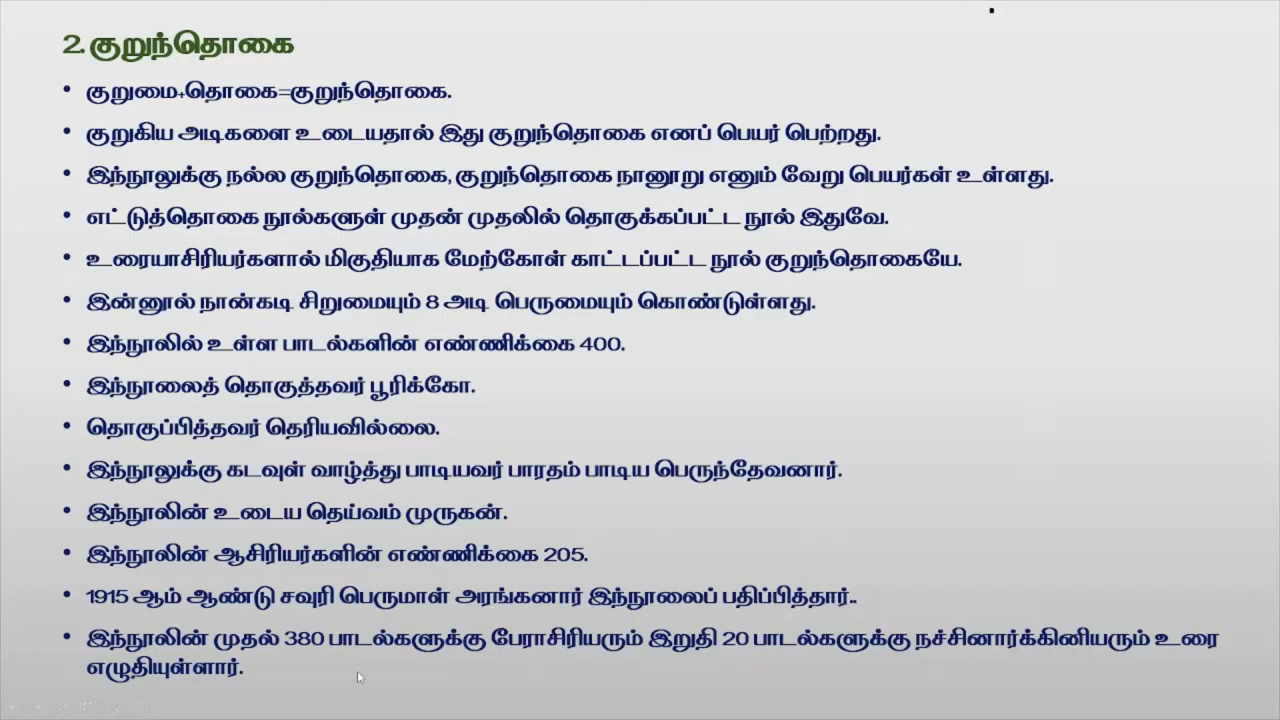 2. குறுந்தொகை
• குறுமை+தொகை=குறுந்தொகை.
• குறுகிய அடிகளை உடையதால் இது குறுந்தொகை எனப் பெயர் பெற்றது.
• இந்நூலுக்கு நல்ல குறுந்தொகை, குறுந்தொகை நானூறு எனும் வேறு பெயர்கள் உள்ளது.
• எட்டுத்தொகை நூல்களுள் முதன் முதலில் தொகுக்கப்பட்ட நூல் இதுவே.
• உரையாசிரியர்களால் மிகுதியாக மேற்கோள் காட்டப்பட்ட நூல் குறுந்தொகையே.
• இன்னூல் நான்கடி சிறுமையும் 8 அடி பெருமையும் கொண்டுள்ளது.
• இந்நூலில் உள்ள பாடல்களின் எண்ணிக்கை 400.
• இந்நூலைத் தொகுத்தவர் பூரிக்கோ.
• தொகுப்பித்தவர் தெரியவில்லை.
• இந்நூலுக்கு கடவுள் வாழ்த்து பாடியவர் பாரதம் பாடிய பெருந்தேவனார்.
• இந்நூலின் உடைய தெய்வம் முருகன்.
• இந்நூலின் ஆசிரியர்களின் எண்ணிக்கை 205.
• 1915 ஆம் ஆண்டு சவுரி பெருமாள் அரங்கனார் இந்நூலைப் பதிப்பித்தார்..
• இந்நூலின் முதல் 380 பாடல்களுக்கு பேராசிரியரும் இறுதி 20 பாடல்களுக்கு நச்சினார்க்கினியரும் உரை
எழுதியுள்ளார்.